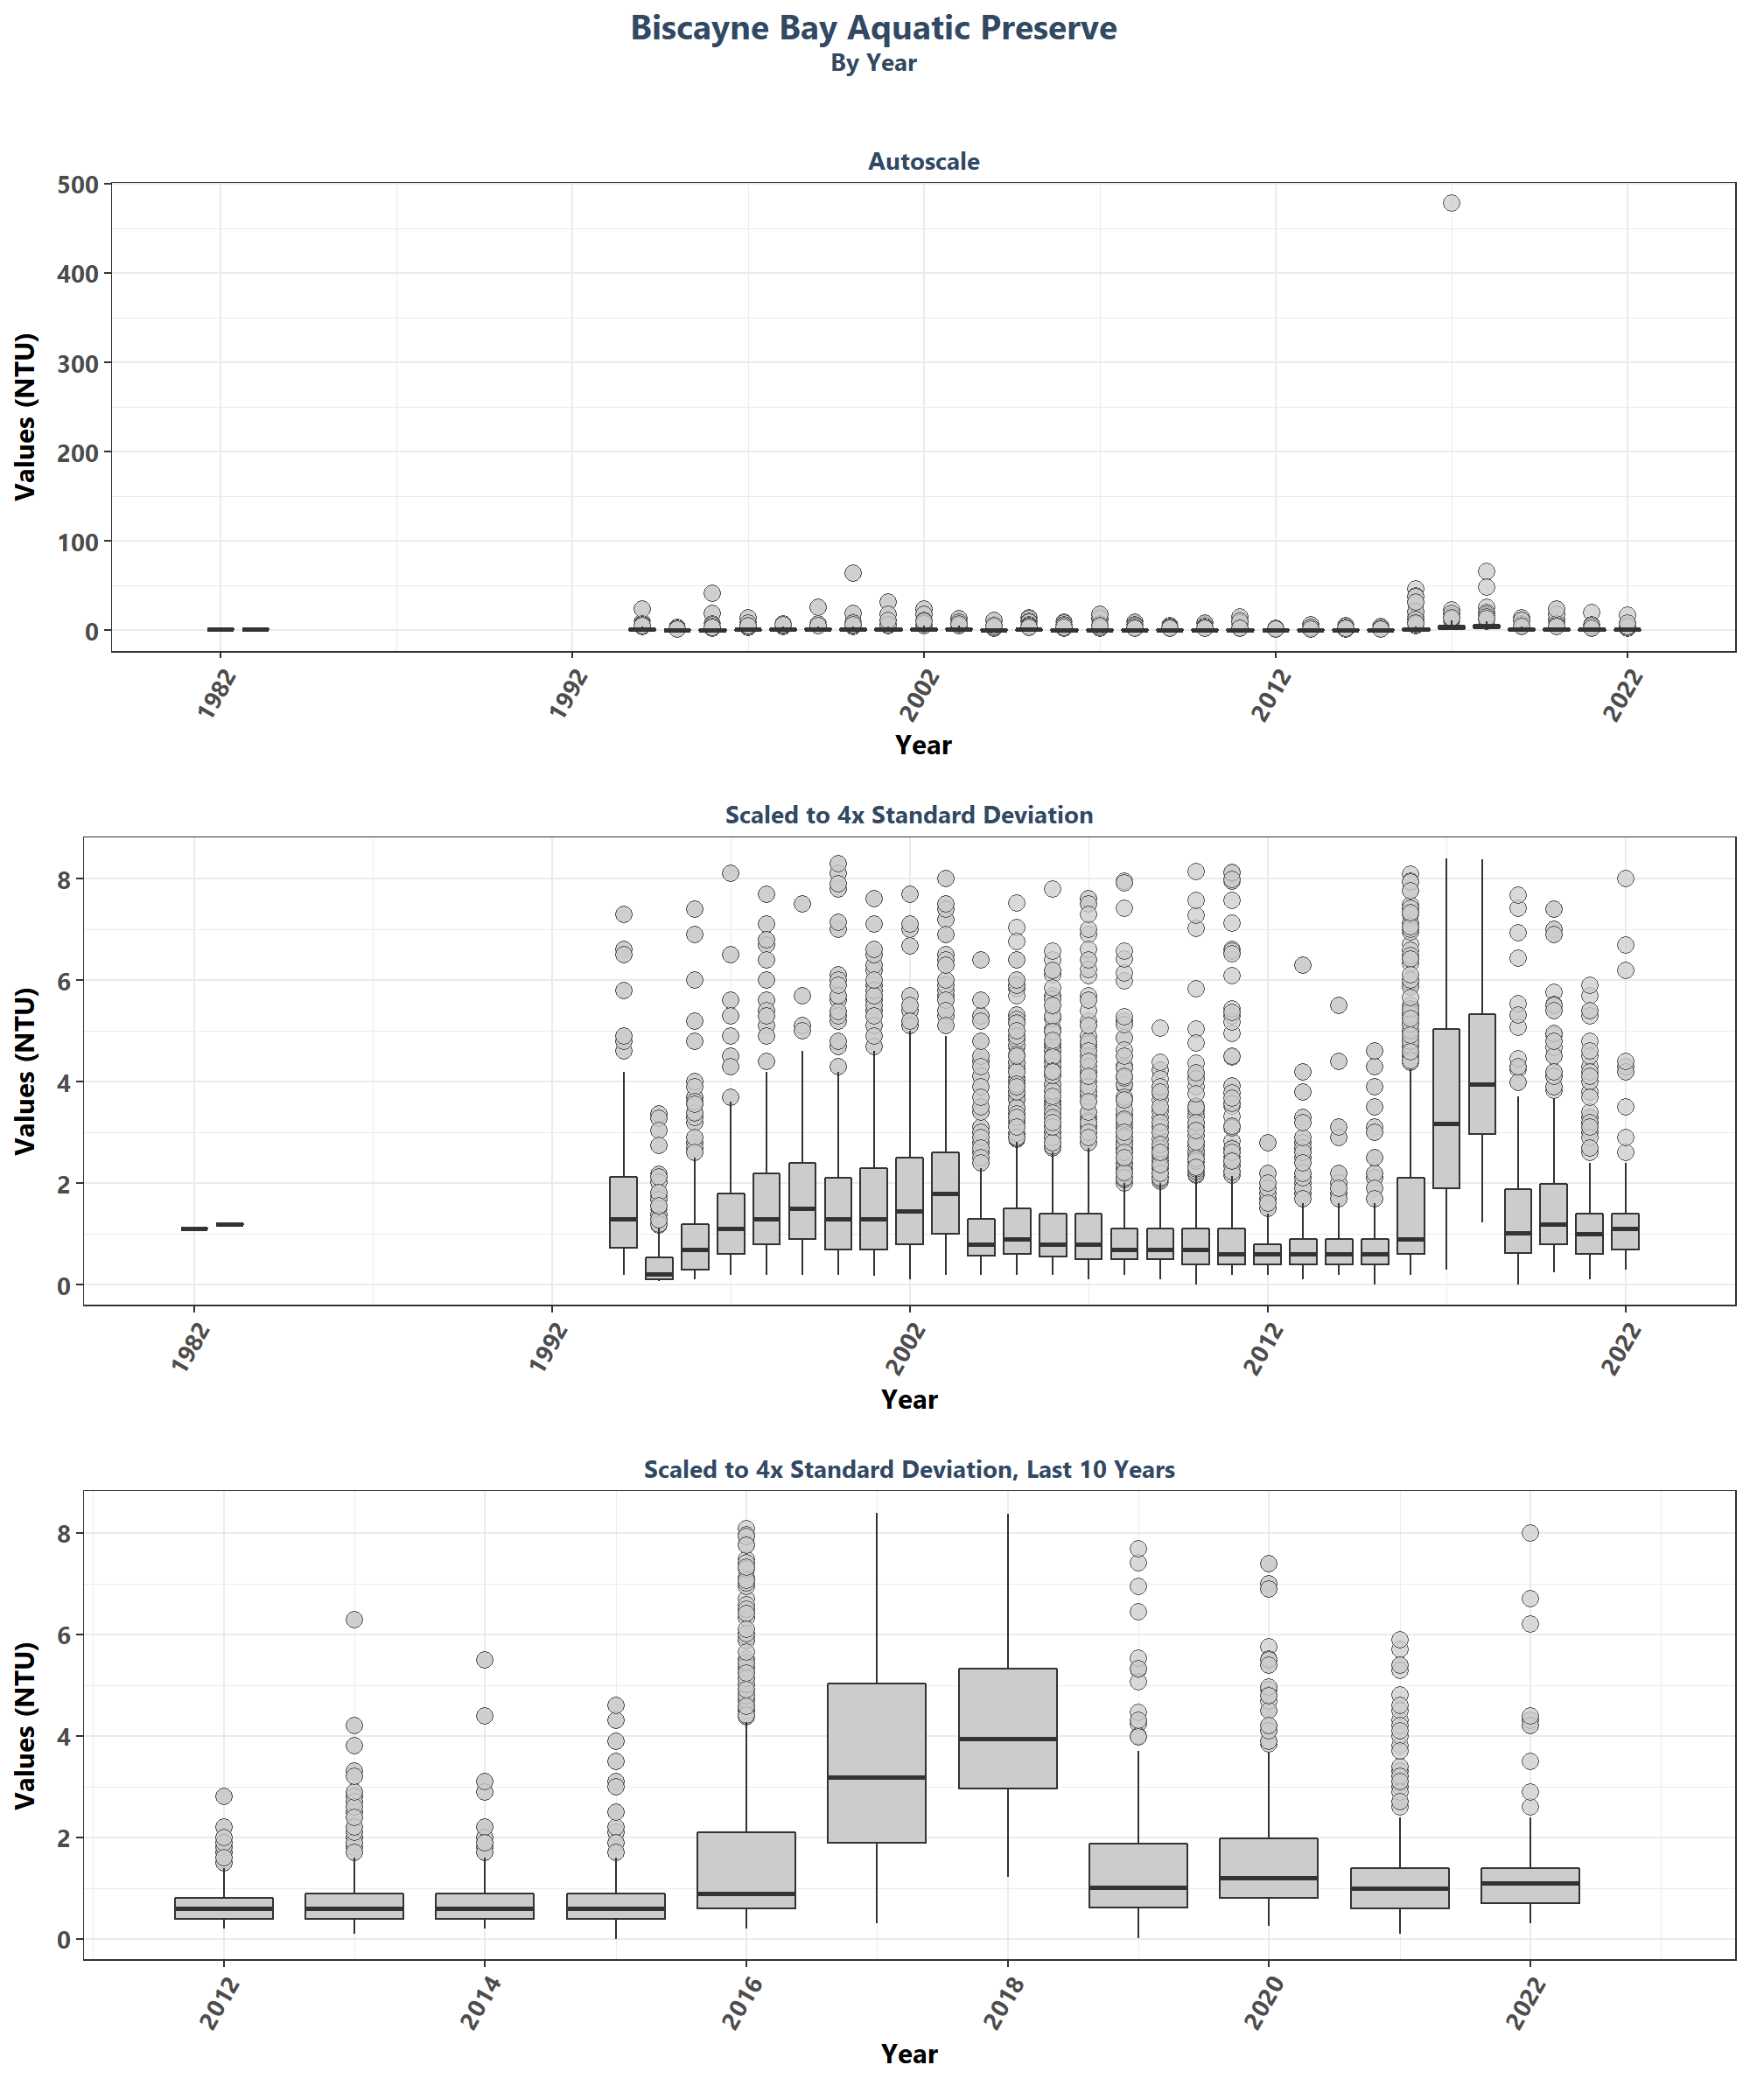 Biscayne Bay Aquatic Preserve
By Year
Autoscale
Values (NTU)
500
400
300
200
100
0
1982
1992
2002
2012
2022
Year
Scaled to 4x Standard Deviation
Values (NTU)
8
6
4
2
0
1982
1992
2002
2012
2022
Year
Scaled to 4x Standard Deviation, Last 10 Years
Values (NTU)
8
6
4
2
0
2012
2014
2016
2018
2020
2022
Year